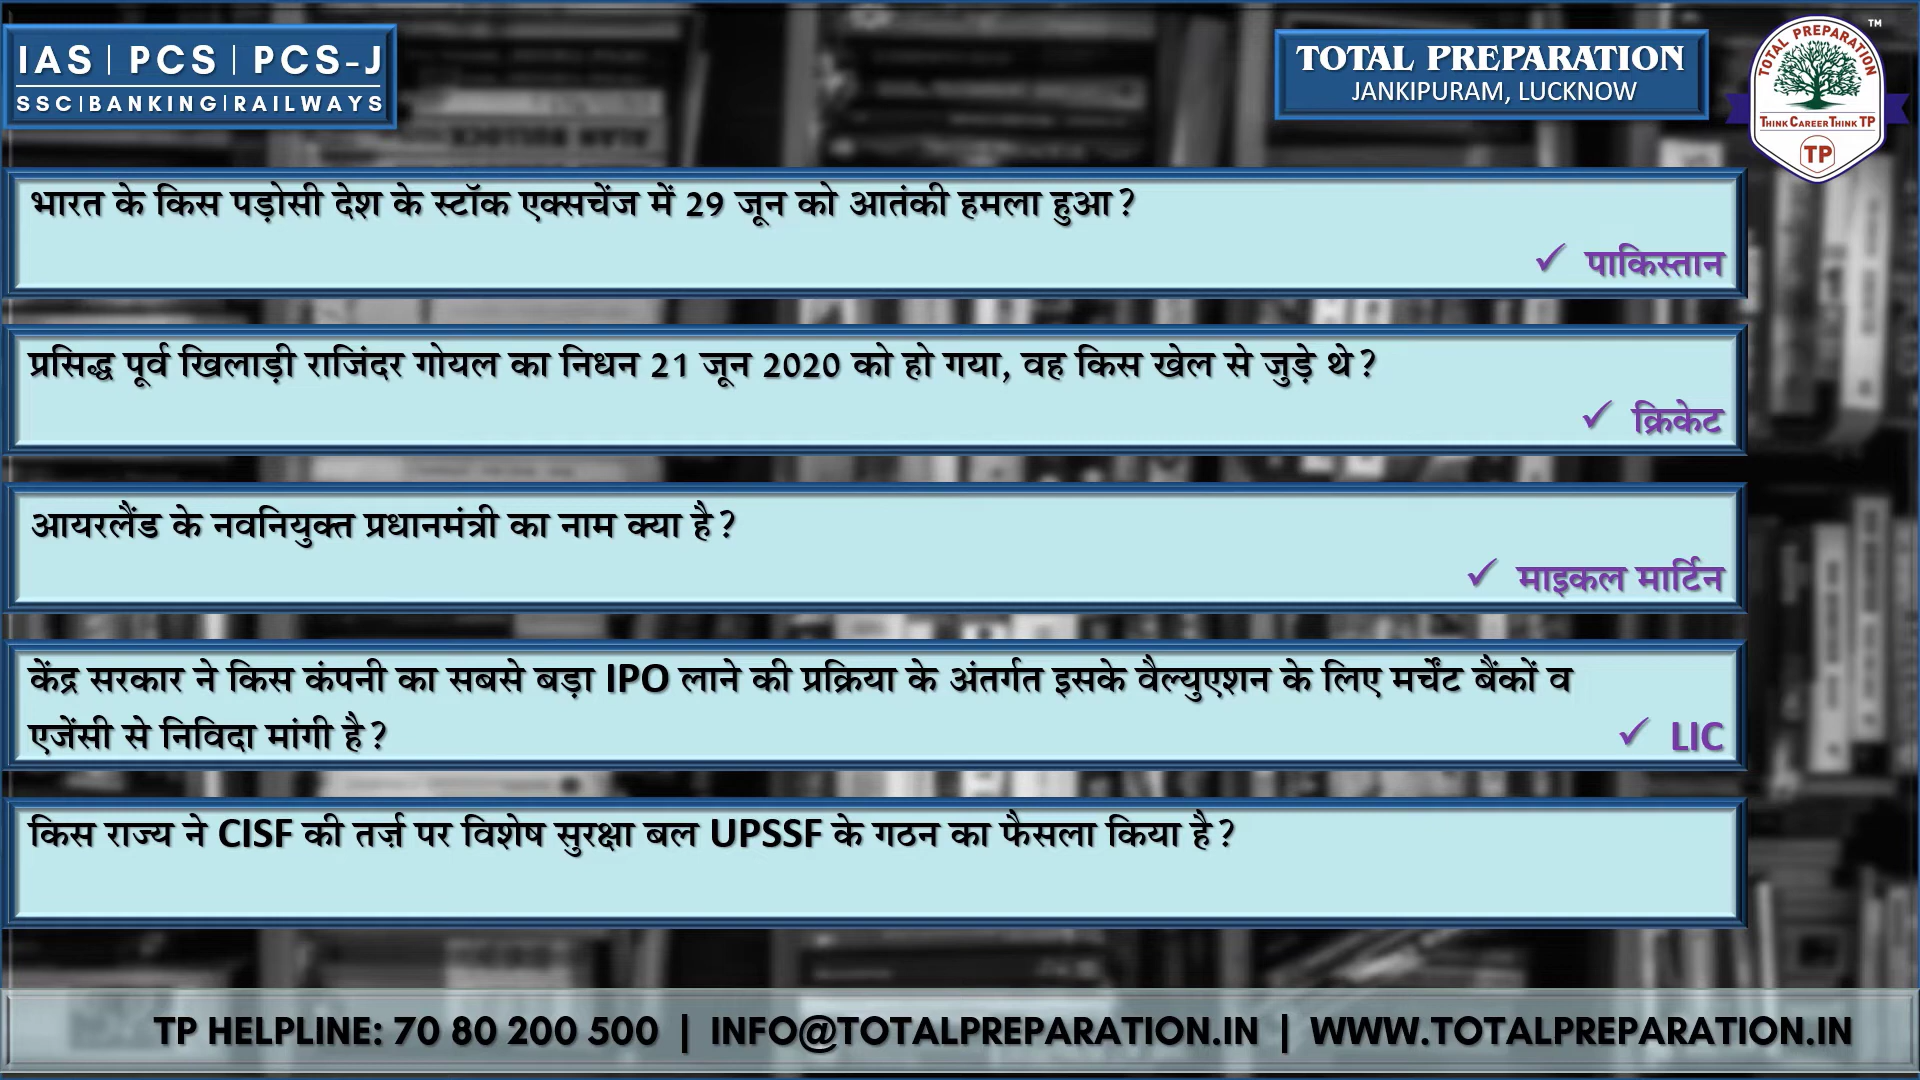 IAS | PCS | PCS-J
SSC|BANKING|RAILWAYS
TOTAL PREPARATION
JANKIPURAM, LUCKNOW
TM
TOTAL PREPARATION
THINK CAREER THINK TP
TP
भारत के किस पड़ोसी देश के स्टॉक एक्सचेंज में 29 जून को आतंकी हमला हुआ?
✓ पाकिस्तान
प्रसिद्ध पूर्व खिलाड़ी राजिंदर गोयल का निधन 21 जून 2020 को हो गया, वह किस खेल से जुड़े थे?
✓ क्रिकेट
आयरलैंड के नवनियुक्त प्रधानमंत्री का नाम क्या है?
✓ माइकल मार्टिन
केंद्र सरकार ने किस कंपनी का सबसे बड़ा IPO लाने की प्रक्रिया के अंतर्गत इसके वैल्युएशन के लिए मर्चेंट बैंकों व
एजेंसी से निविदा मांगी है?
✓ LIC
किस राज्य ने CISF की तर्ज़ पर विशेष सुरक्षा बल UPSSF के गठन का फैसला किया है?
TP HELPLINE: 70 80 200 500 | INFO@TOTALPREPARATION.IN | WWW.TOTALPREPARATION.IN